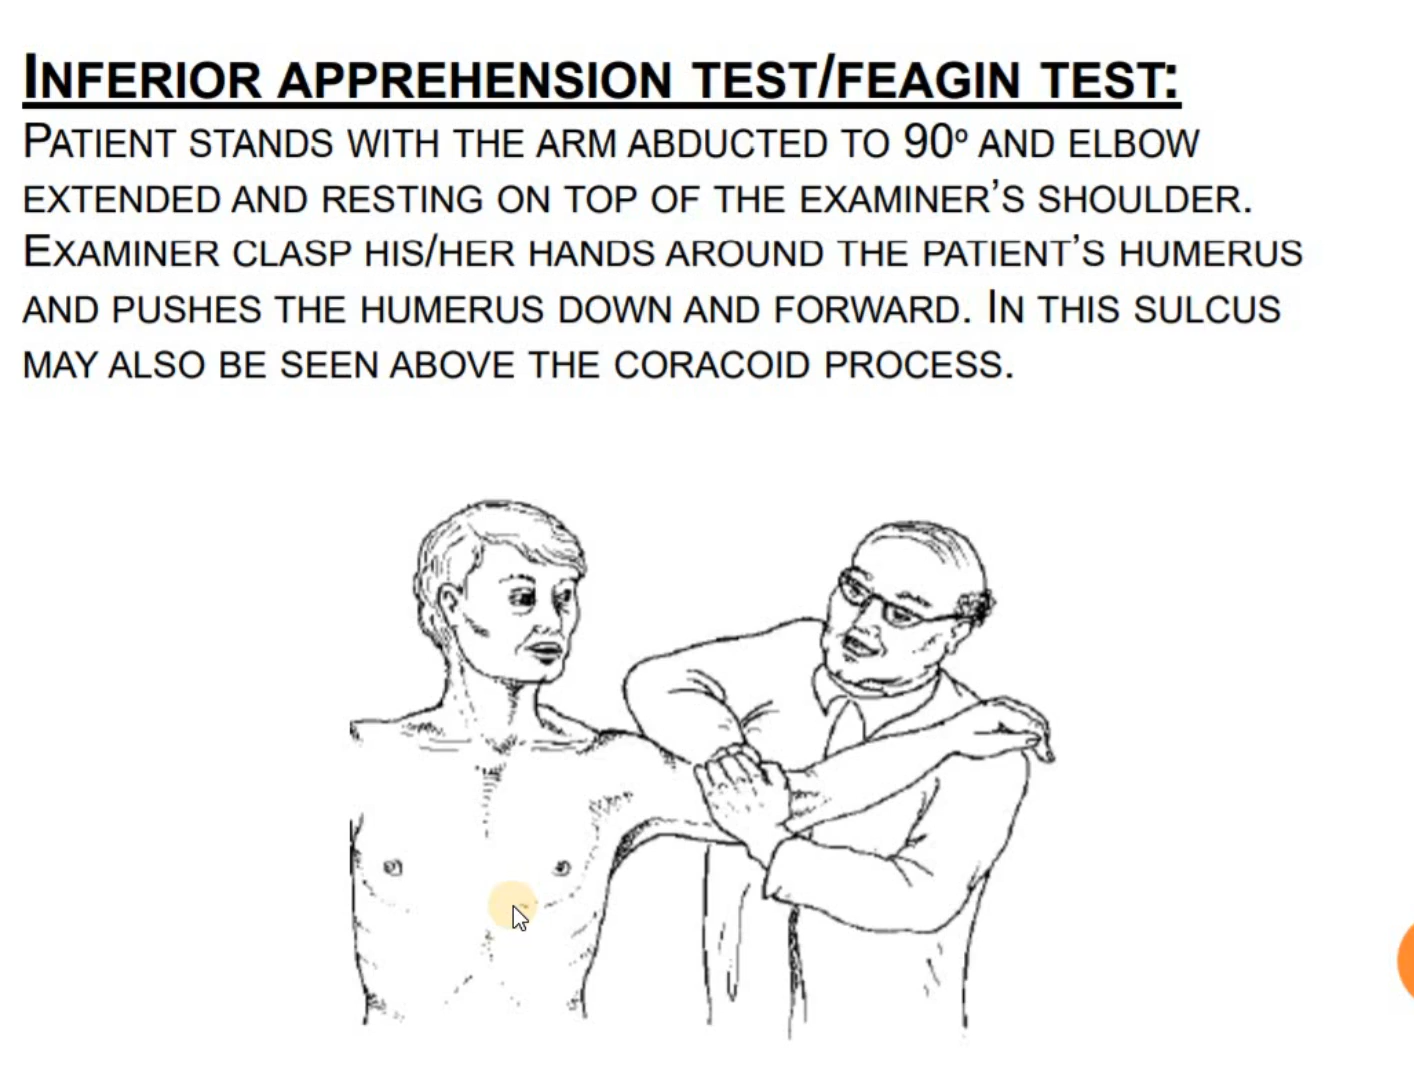 INFERIOR APPREHENSION TEST/FEAGIN TEST:
PATIENT STANDS WITH THE ARM ABDUCTED TO 90º AND ELBOW
EXTENDED AND RESTING ON TOP OF THE EXAMINER’S SHOULDER.
EXAMINER CLASP HIS/HER HANDS AROUND THE PATIENT’S HUMERUS
AND PUSHES THE HUMERUS DOWN AND FORWARD. IN THIS SULCUS
MAY ALSO BE SEEN ABOVE THE CORACOID PROCESS.